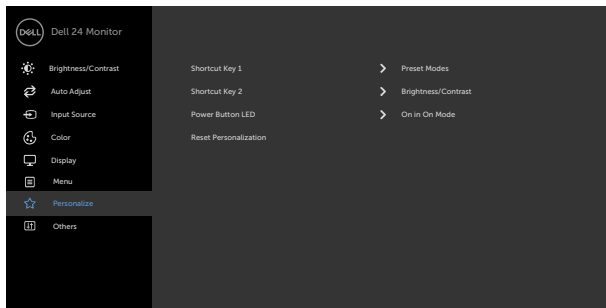 DELL Dell 24 Monitor
Brightness/Contrast
Auto Adjust
Input Source
Color
Display
Menu
Personalize
Others
Shortcut Key 1 Preset Modes
Shortcut Key 2 Brightness/Contrast
Power Button LED On in On Mode
Reset Personalization